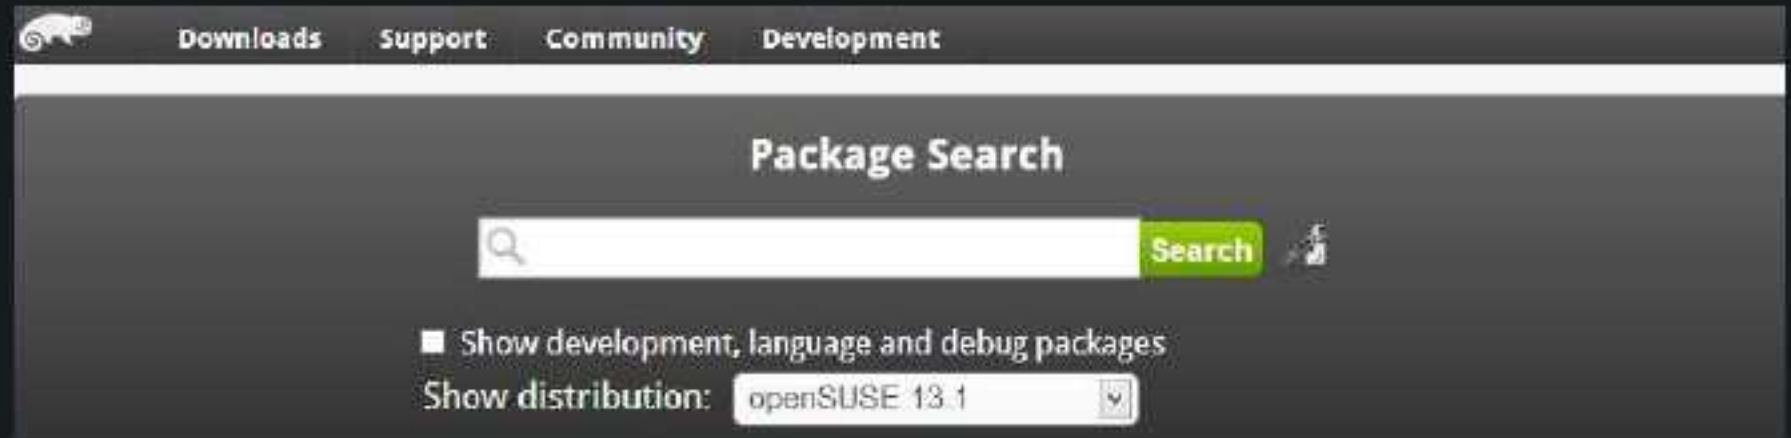 Downloads Support Community Development
Package Search
Search
Show development, language and debug packages
Show distribution: openSUSE 13.1